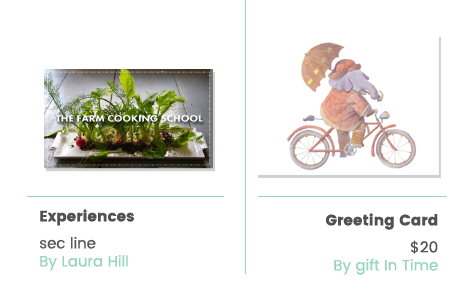 THE FARM COOKING SCHOOL
Experiences
sec line
By Laura Hill
Greeting Card
$20
By gift In Time